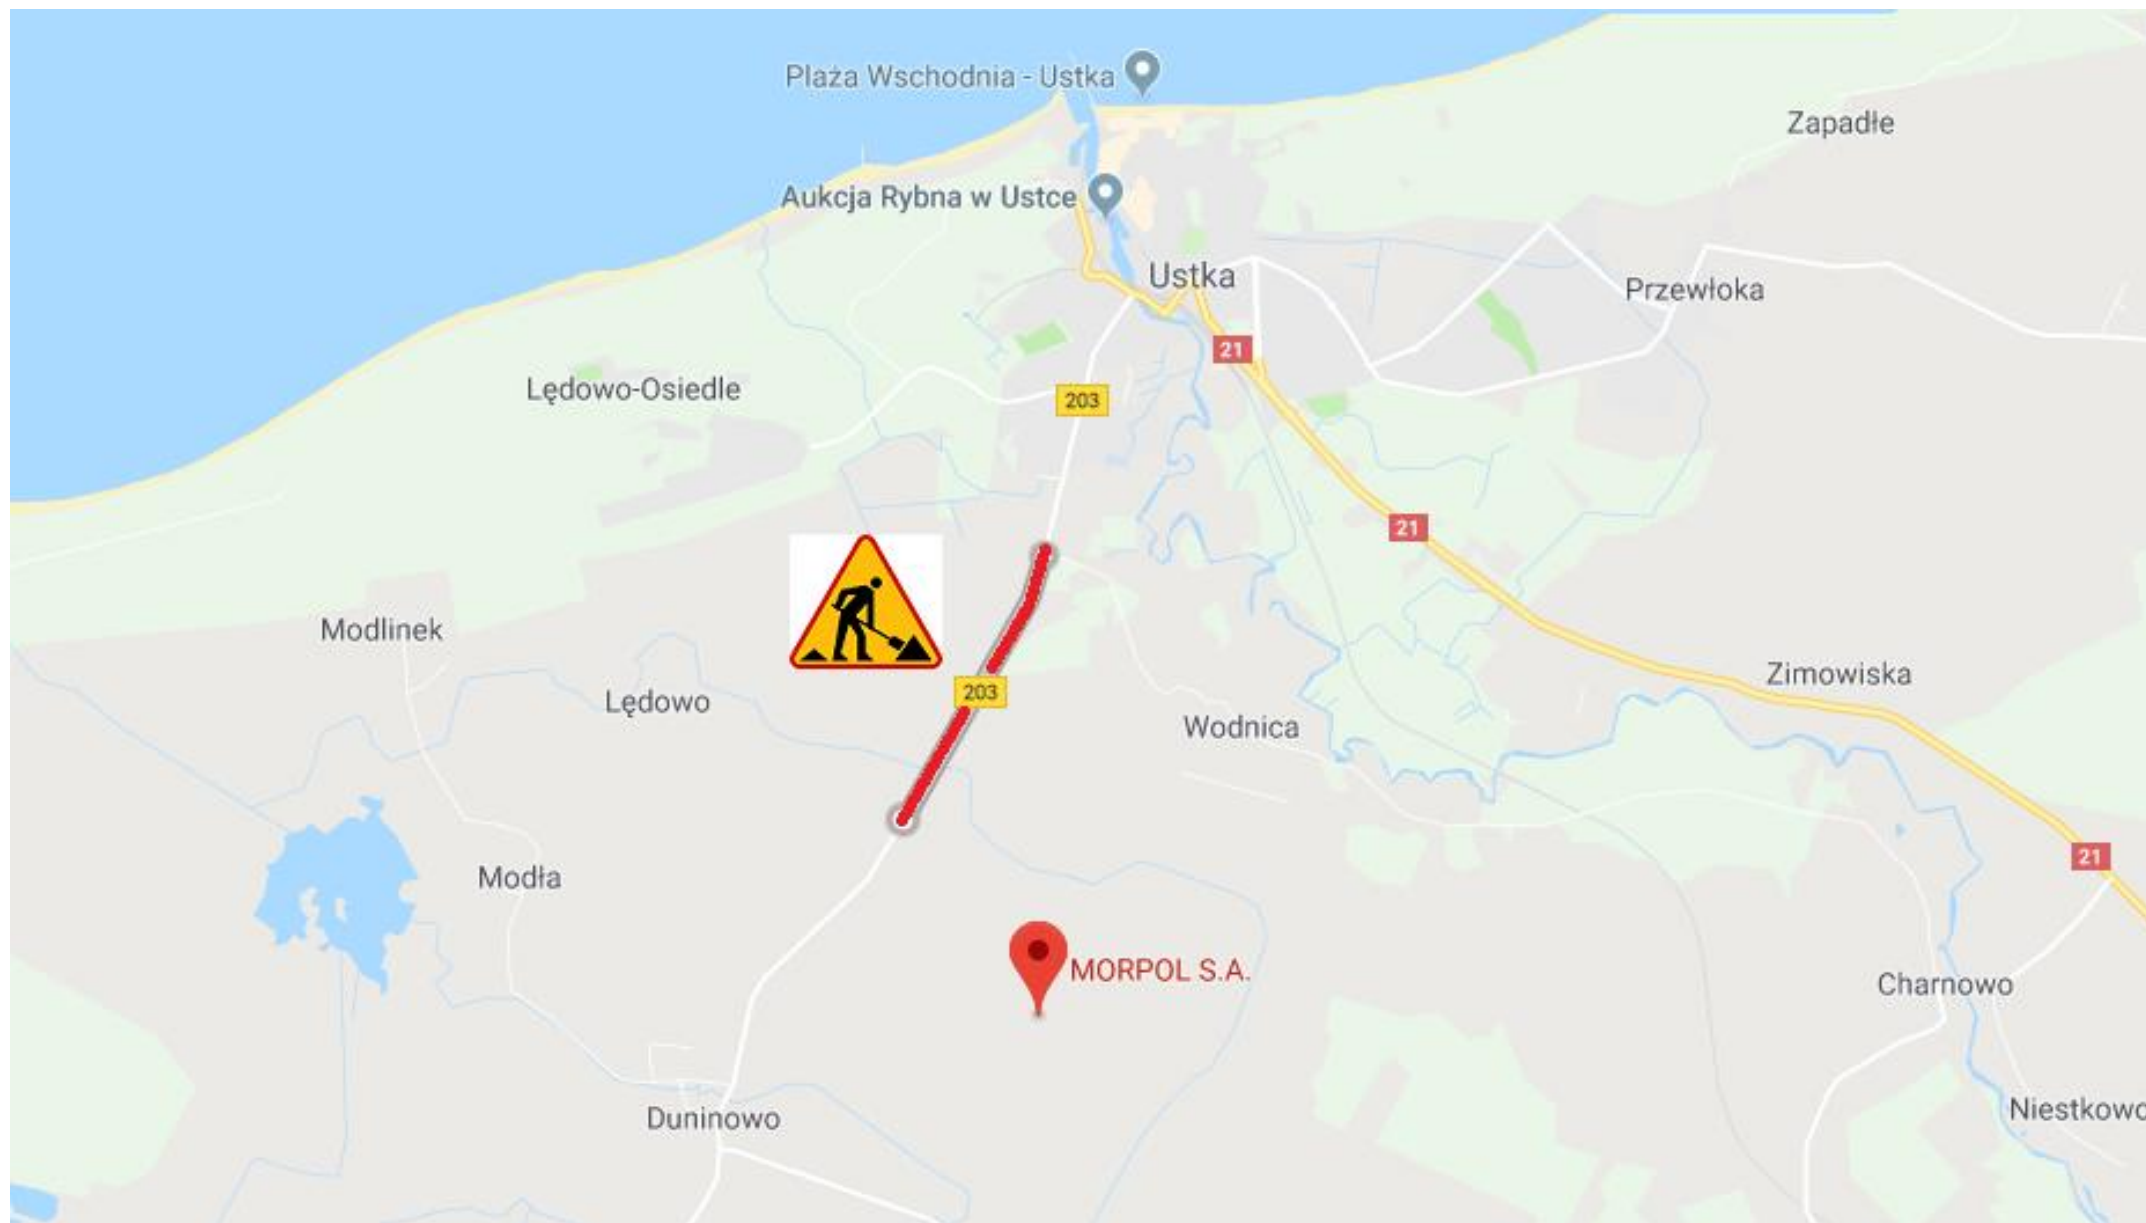 Plaża Wschodnia - Ustka
Zapadłe
Aukcja Rybna w Ustce
Ustka
Przewłoka
21
Lędowo-Osiedle
203
21
Modlinek
Zimowiska
203
Lędowo
Wodnica
21
Modła
MORPOL S.A.
Charnowo
Niestkowo
Duninowo